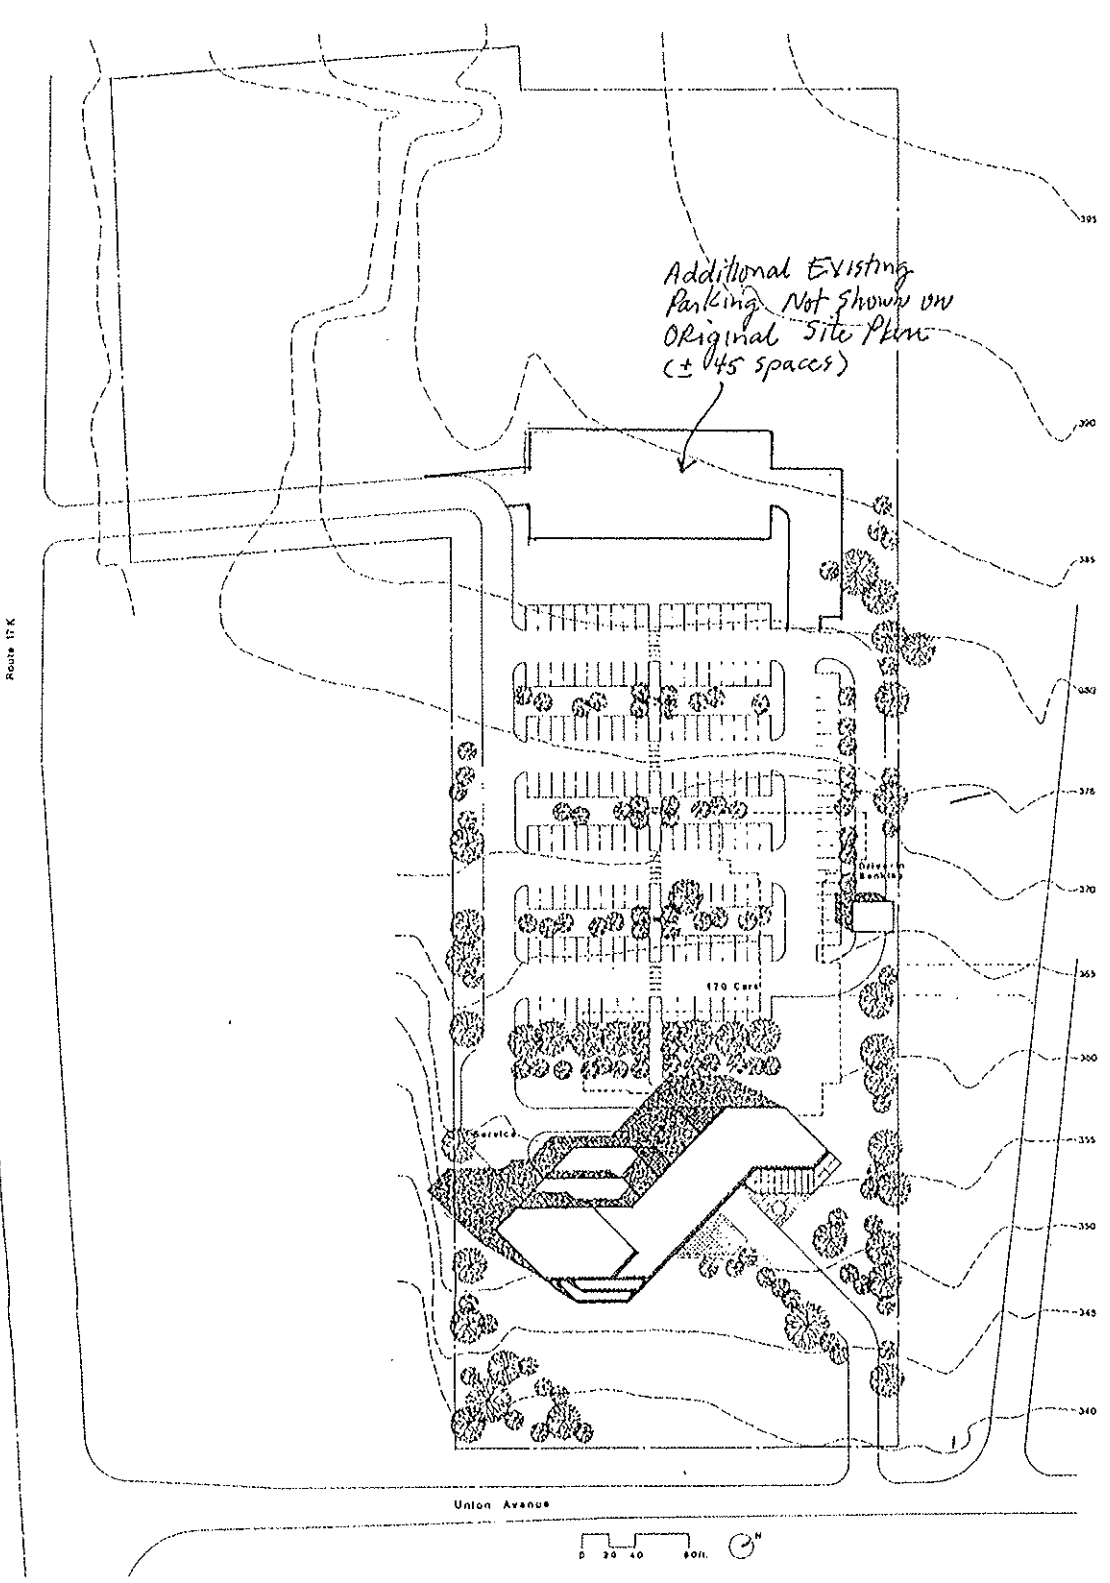 395
Additional Existing
Parking Not Shown on
Original Site Plan
(± 45 spaces)
390
385
Route 17K
380
375
Drive-In
Banking
370
365
170 Cars
360
Service
355
350
345
340
Union Avenue
N
0 20 40 80ft.